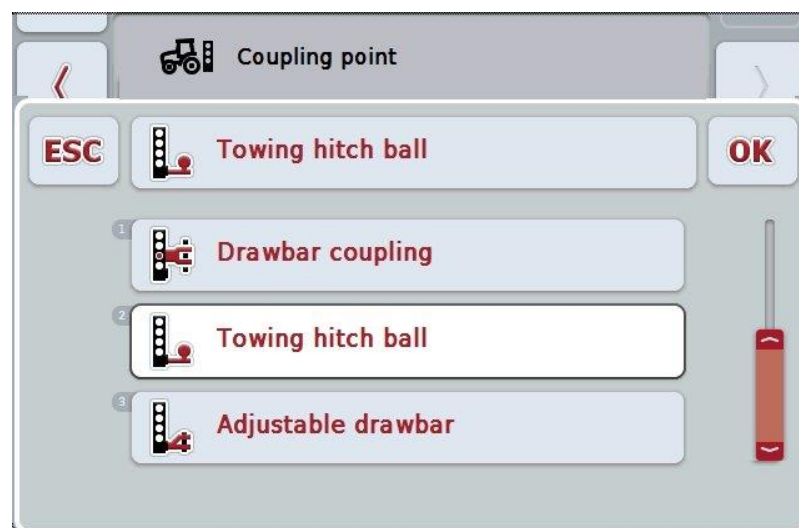 Coupling point
ESC
Towing hitch ball
OK
1
Drawbar coupling
2
Towing hitch ball
3
Adjustable drawbar